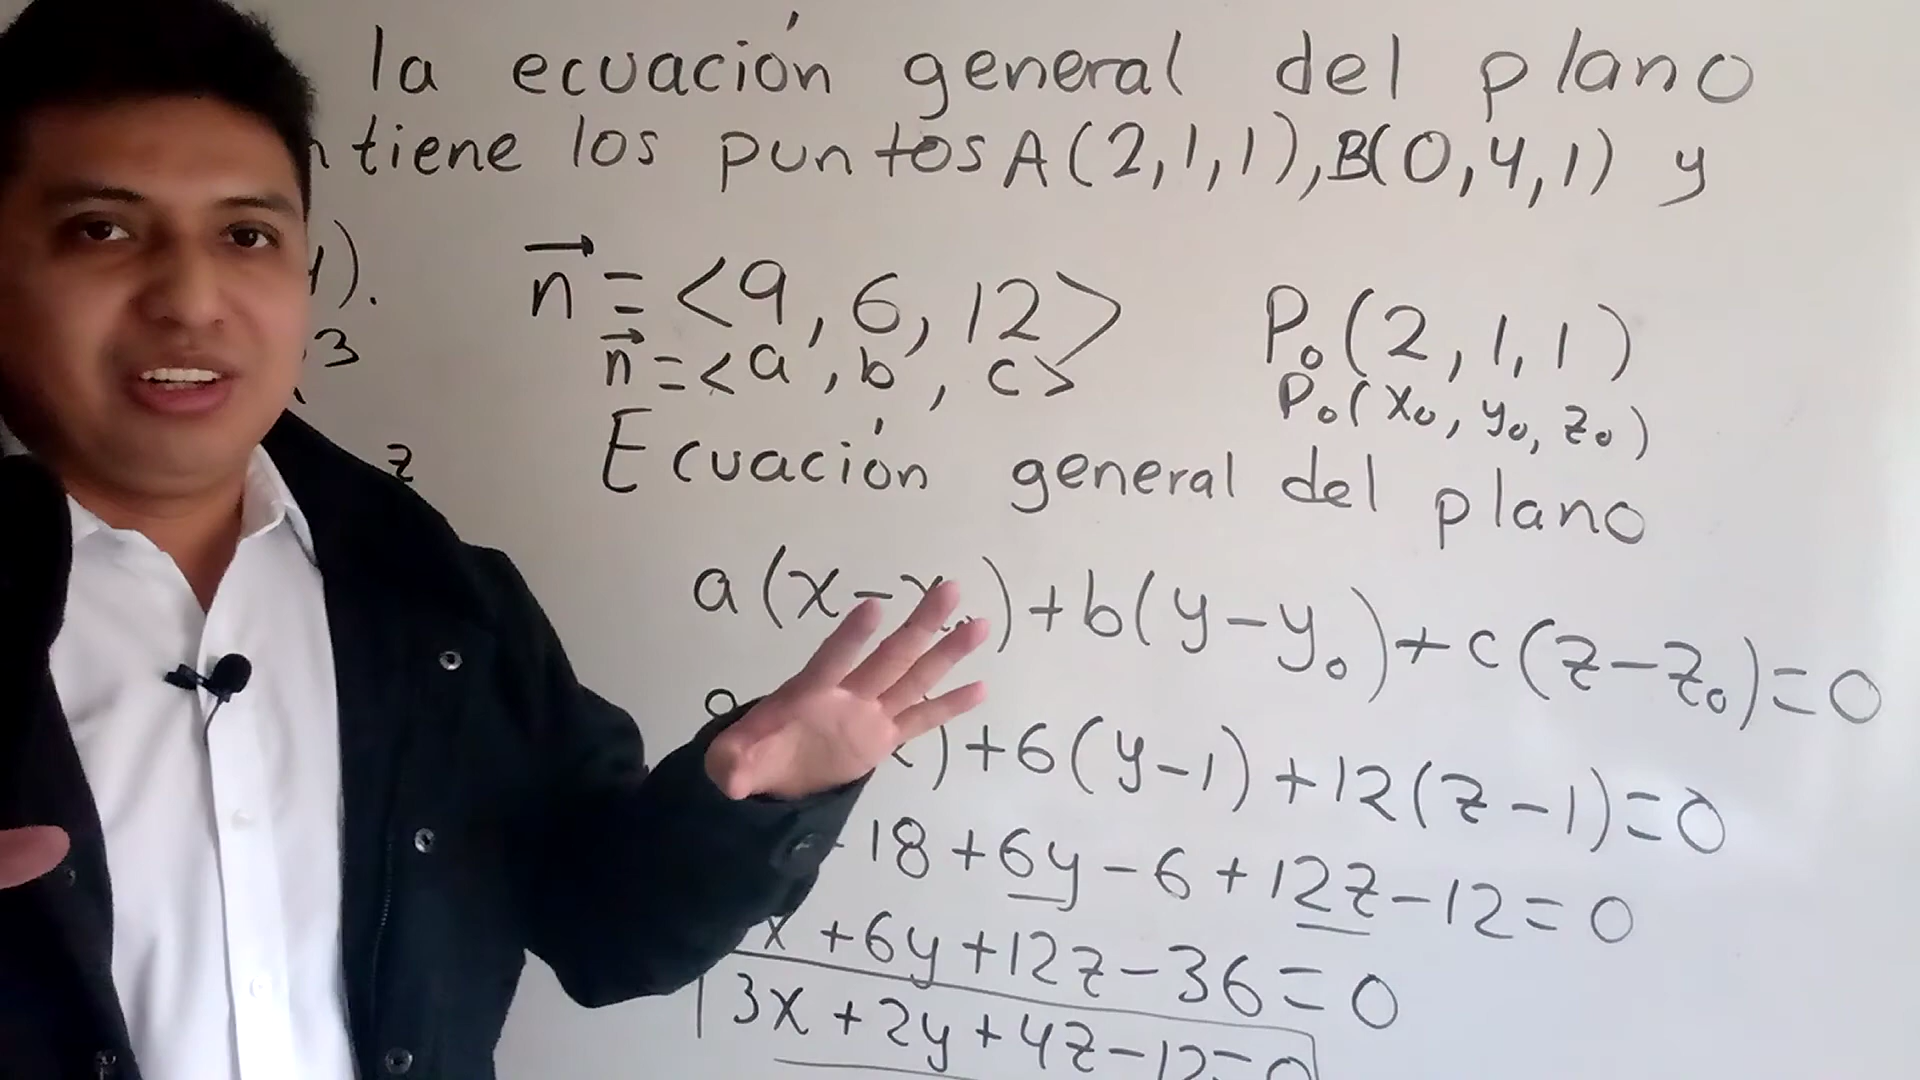 la ecuación general del plano
ntiene los puntos A(2,1,1), B(0,4,1) y
1).
n⃗ = <9, 6, 12> P₀(2,1,1)
3
n⃗ = <a, b, c> P₀(x₀, y₀, z₀)
z
Ecuación general del plano
a(x-x₀)+b(y-y₀)+c(z-z₀)=0
)+6(y-1)+12(z-1)=0
-18+6y-6+12z-12=0
x+6y+12z-36=0
3x+2y+4z-12=0